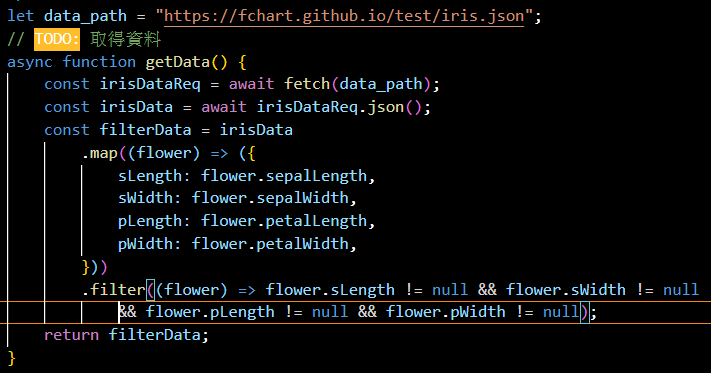 let data_path = "https://fchart.github.io/test/iris.json";
// TODO: 取得資料
async function getData() {
    const irisDataReq = await fetch(data_path);
    const irisData = await irisDataReq.json();
    const filterData = irisData
        .map((flower) => ({
            sLength: flower.sepalLength,
            sWidth: flower.sepalWidth,
            pLength: flower.petalLength,
            pWidth: flower.petalWidth,
        }))
        .filter((flower) => flower.sLength != null && flower.sWidth != null
            && flower.pLength != null && flower.pWidth != null);
    return filterData;
}